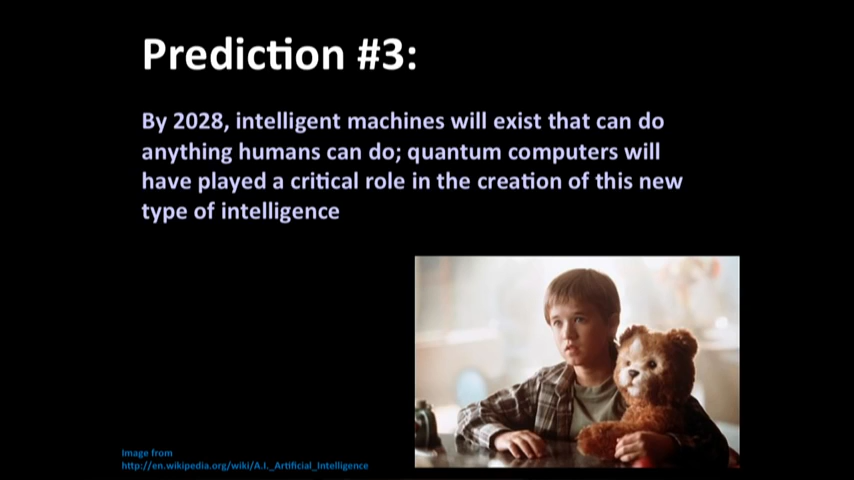 Prediction #3:
By 2028, intelligent machines will exist that can do
anything humans can do; quantum computers will
have played a critical role in the creation of this new
type of intelligence
Image from
http://en.wikipedia.org/wiki/A.I._Artificial_Intelligence